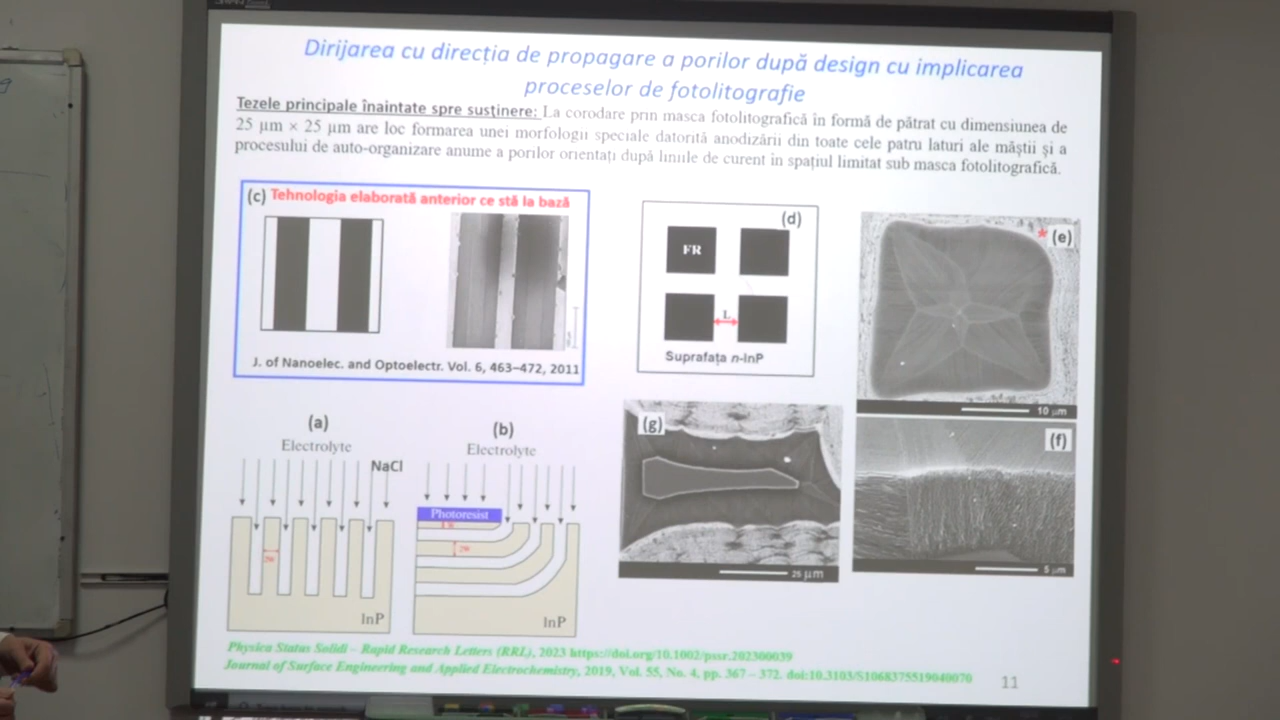 Dirijarea cu direcția de propagare a porilor după design cu implicarea
proceselor de fotolitografie
Tezele principale înaintate spre susținere: La corodare prin masca fotolitografică în formă de pătrat cu dimensiunea de
25 µm × 25 µm are loc formarea unei morfologii speciale datorită anodizării din toate cele patru laturi ale măștii și a
procesului de auto-organizare anume a porilor orientați după liniile de curent în spațiul limitat sub masca fotolitografică.
(c) Tehnologia elaborată anterior ce stă la bază
J. of Nanoelec. and Optoelectr. Vol. 6, 463–472, 2011
(d)
FR
L
Suprafața n-InP
(e)
10 µm
(a)
Electrolyte
NaCl
InP
(b)
Electrolyte
Photoresist
InP
(g)
25 µm
(f)
5 µm
Physica Status Solidi – Rapid Research Letters (RRL), 2023 https://doi.org/10.1002/pssr.202300039
Journal of Surface Engineering and Applied Electrochemistry, 2019, Vol. 55, No. 4, pp. 367 – 372. doi:10.3103/S1068375519040070
11